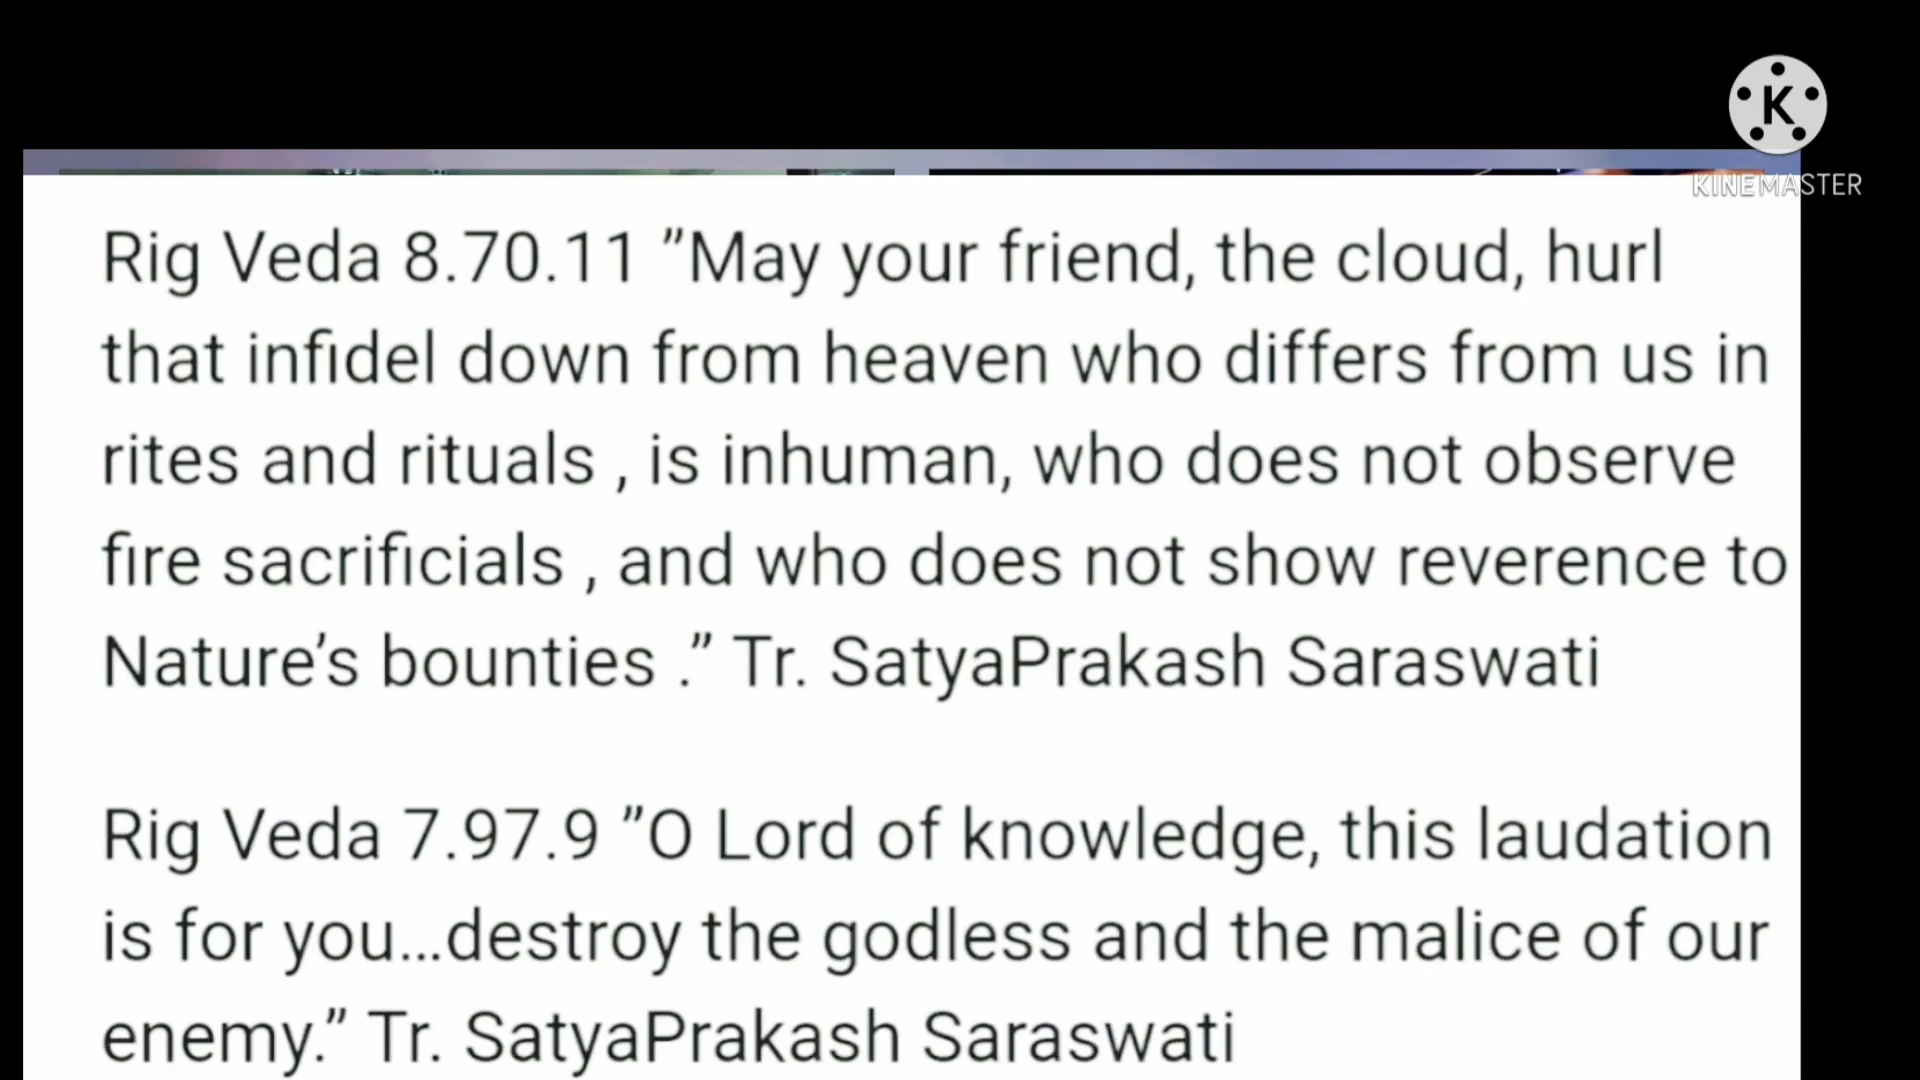 K
KINEMASTER
Rig Veda 8.70.11 ”May your friend, the cloud, hurl
that infidel down from heaven who differs from us in
rites and rituals , is inhuman, who does not observe
fire sacrificials , and who does not show reverence to
Nature’s bounties .” Tr. SatyaPrakash Saraswati
Rig Veda 7.97.9 ”O Lord of knowledge, this laudation
is for you...destroy the godless and the malice of our
enemy.” Tr. SatyaPrakash Saraswati